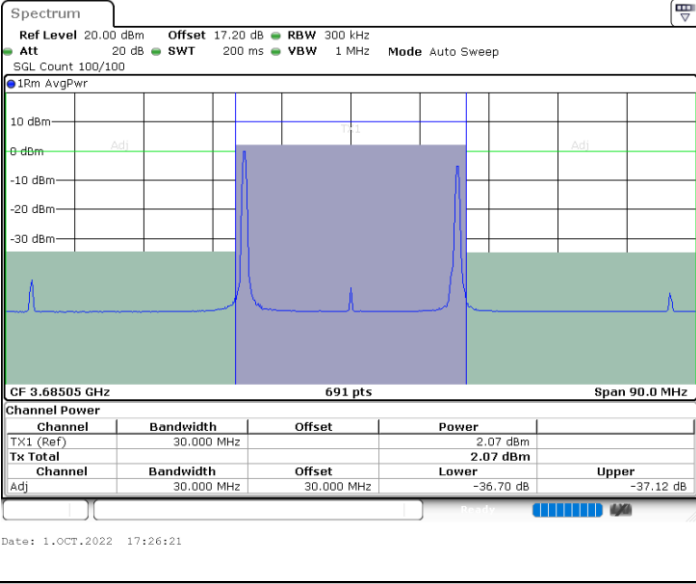 Spectrum
Ref Level 20.00 dBm Offset 17.20 dB RBW 300 kHz
Att 20 dB SWT 200 ms VBW 1 MHz Mode Auto Sweep
SGL Count 100/100
1Rm AvgPwr
10 dBm
Adj TX1 Adj
0 dBm
-10 dBm
-20 dBm
-30 dBm
CF 3.68505 GHz 691 pts Span 90.0 MHz
Channel Power
Channel Bandwidth Offset Power
TX1 (Ref) 30.000 MHz 2.07 dBm
Tx Total 2.07 dBm
Channel Bandwidth Offset Lower Upper
Adj 30.000 MHz 30.000 MHz -36.70 dB -37.12 dB
Ready
Date: 1.OCT.2022 17:26:21